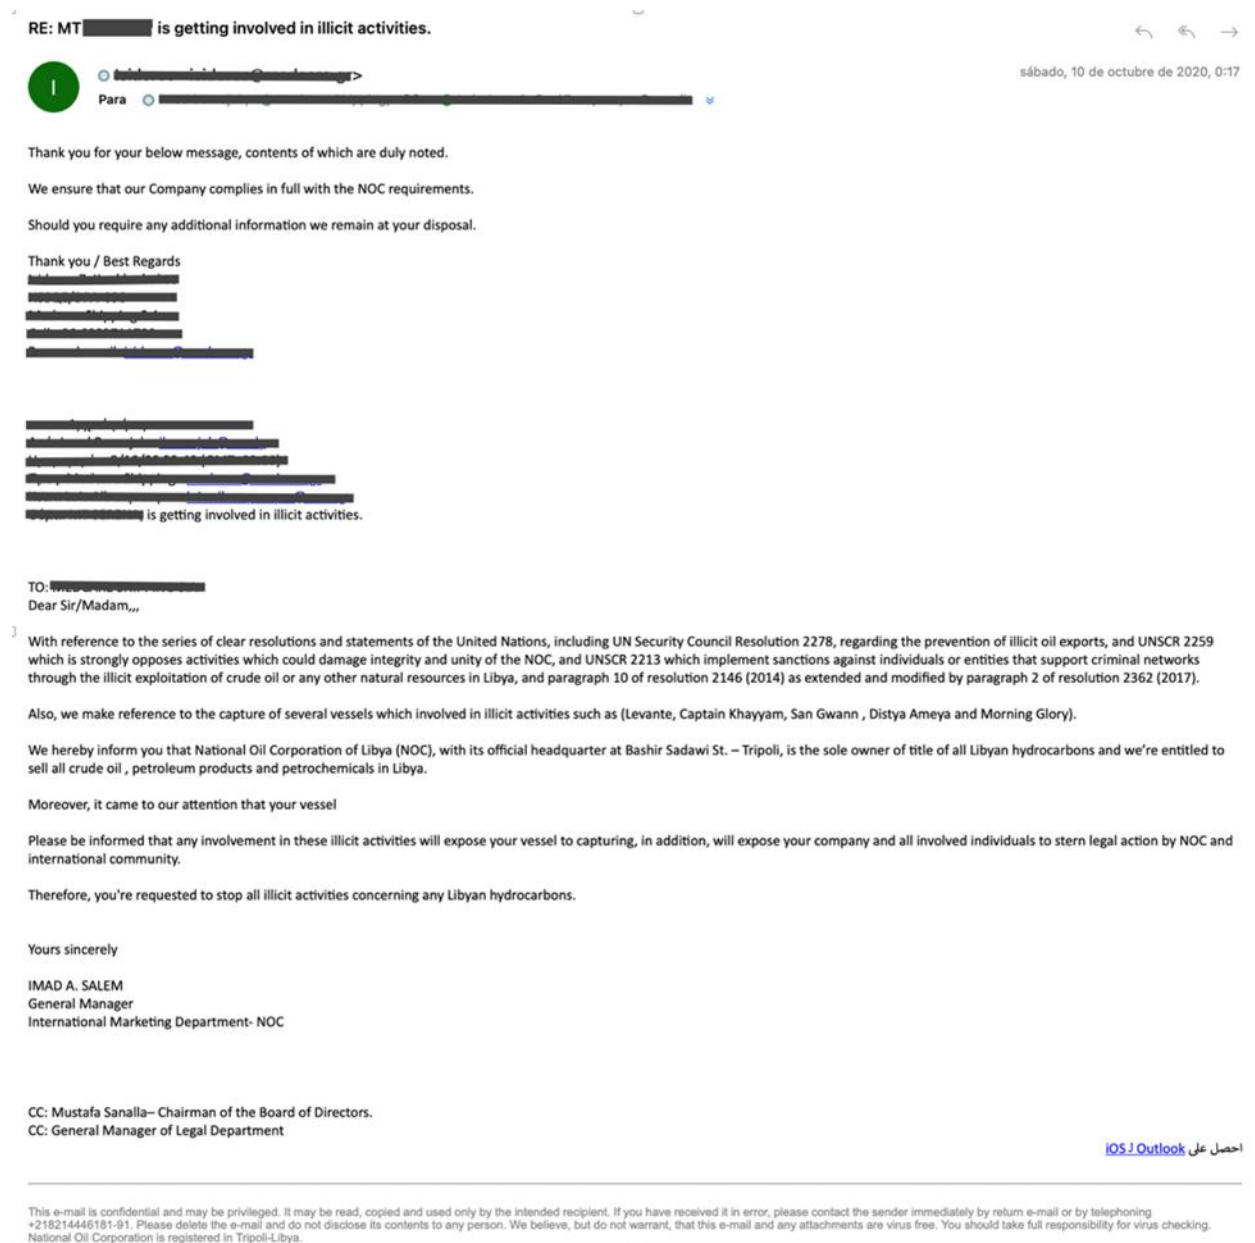 RE: MT is getting involved in illicit activities.
I
sábado, 10 de octubre de 2020, 0:17
Para
Thank you for your below message, contents of which are duly noted.
We ensure that our Company complies in full with the NOC requirements.
Should you require any additional information we remain at your disposal.
Thank you / Best Regards
is getting involved in illicit activities.
TO:
Dear Sir/Madam,,,
With reference to the series of clear resolutions and statements of the United Nations, including UN Security Council Resolution 2278, regarding the prevention of illicit oil exports, and UNSCR 2259
which is strongly opposes activities which could damage integrity and unity of the NOC, and UNSCR 2213 which implement sanctions against individuals or entities that support criminal networks
through the illicit exploitation of crude oil or any other natural resources in Libya, and paragraph 10 of resolution 2146 (2014) as extended and modified by paragraph 2 of resolution 2362 (2017).
Also, we make reference to the capture of several vessels which involved in illicit activities such as (Levante, Captain Khayyam, San Gwann , Distya Ameya and Morning Glory).
We hereby inform you that National Oil Corporation of Libya (NOC), with its official headquarter at Bashir Sadawi St. – Tripoli, is the sole owner of title of all Libyan hydrocarbons and we're entitled to
sell all crude oil , petroleum products and petrochemicals in Libya.
Moreover, it came to our attention that your vessel
Please be informed that any involvement in these illicit activities will expose your vessel to capturing, in addition, will expose your company and all involved individuals to stern legal action by NOC and
international community.
Therefore, you're requested to stop all illicit activities concerning any Libyan hydrocarbons.
Yours sincerely
IMAD A. SALEM
General Manager
International Marketing Department- NOC
CC: Mustafa Sanalla– Chairman of the Board of Directors.
CC: General Manager of Legal Department
احصل على Outlook لـ iOS
This e-mail is confidential and may be privileged. It may be read, copied and used only by the intended recipient. If you have received it in error, please contact the sender immediately by return e-mail or by telephoning
+218214446181-91. Please delete the e-mail and do not disclose its contents to any person. We believe, but do not warrant, that this e-mail and any attachments are virus free. You should take full responsibility for virus checking.
National Oil Corporation is registered in Tripoli-Libya.